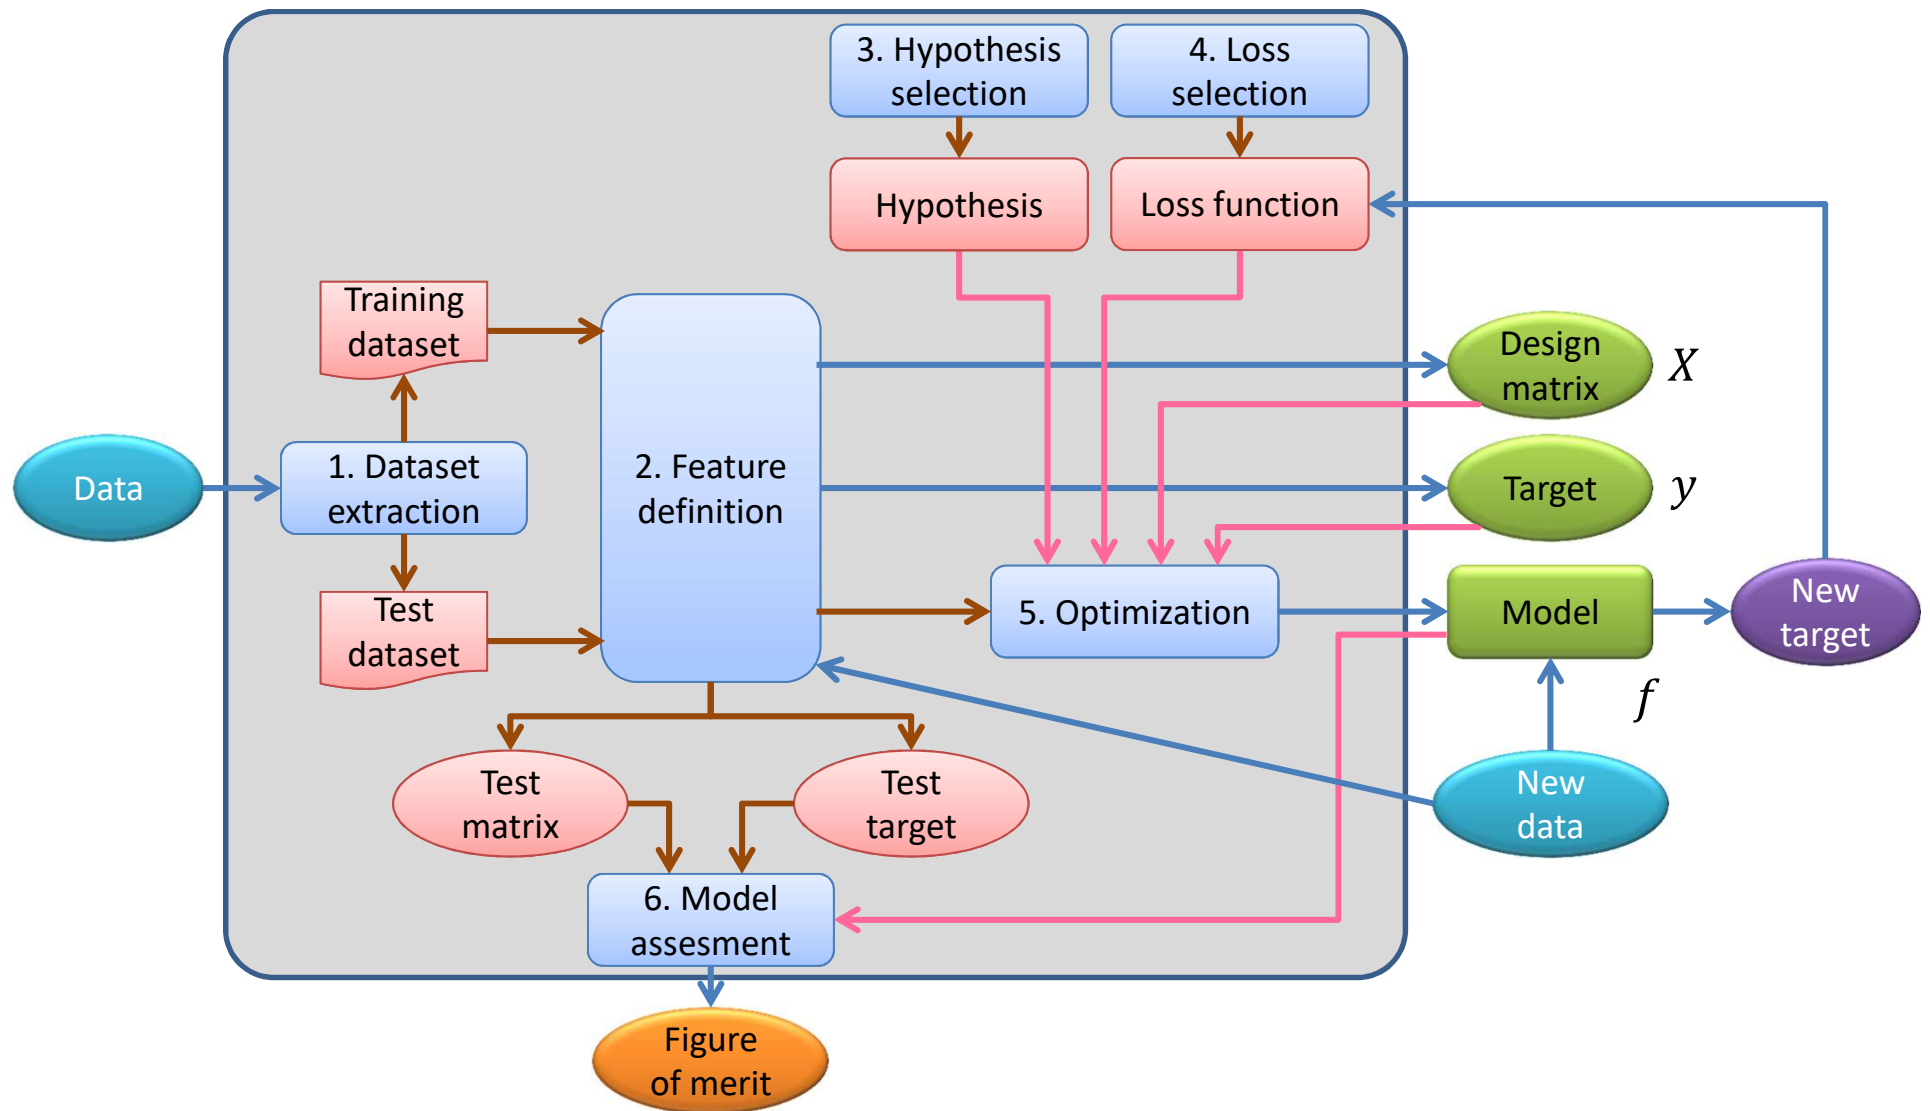 3. Hypothesis
selection
4. Loss
selection
Hypothesis
Loss function
Training
dataset
Design
matrix
X
Data
1. Dataset
extraction
2. Feature
definition
Target
y
Test
dataset
5. Optimization
Model
New
target
f
Test
matrix
Test
target
New
data
6. Model
assesment
Figure
of merit